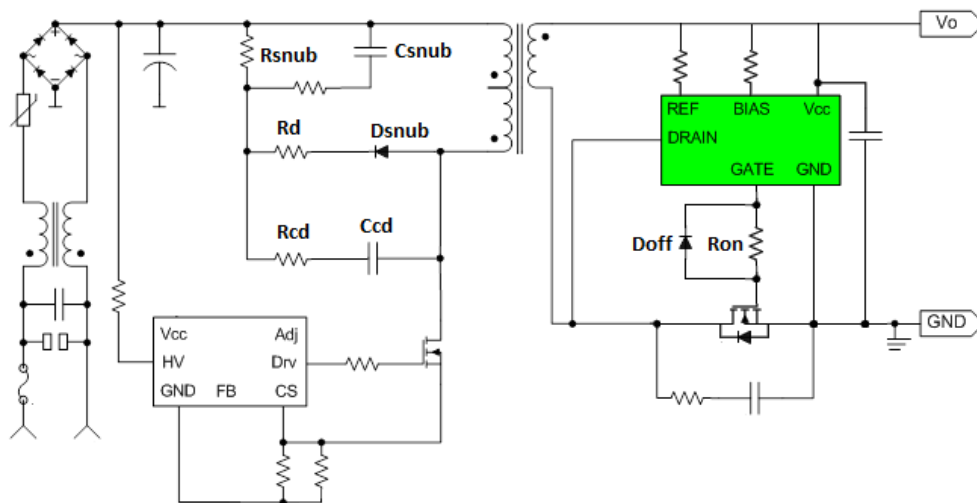 Vo
Rsnub
Csnub
REF
BIAS
Vcc
DRAIN
GATE
GND
Rd
Dsnub
Doff
Ron
Rcd
Ccd
GND
Vcc
Adj
HV
Drv
GND
FB
CS